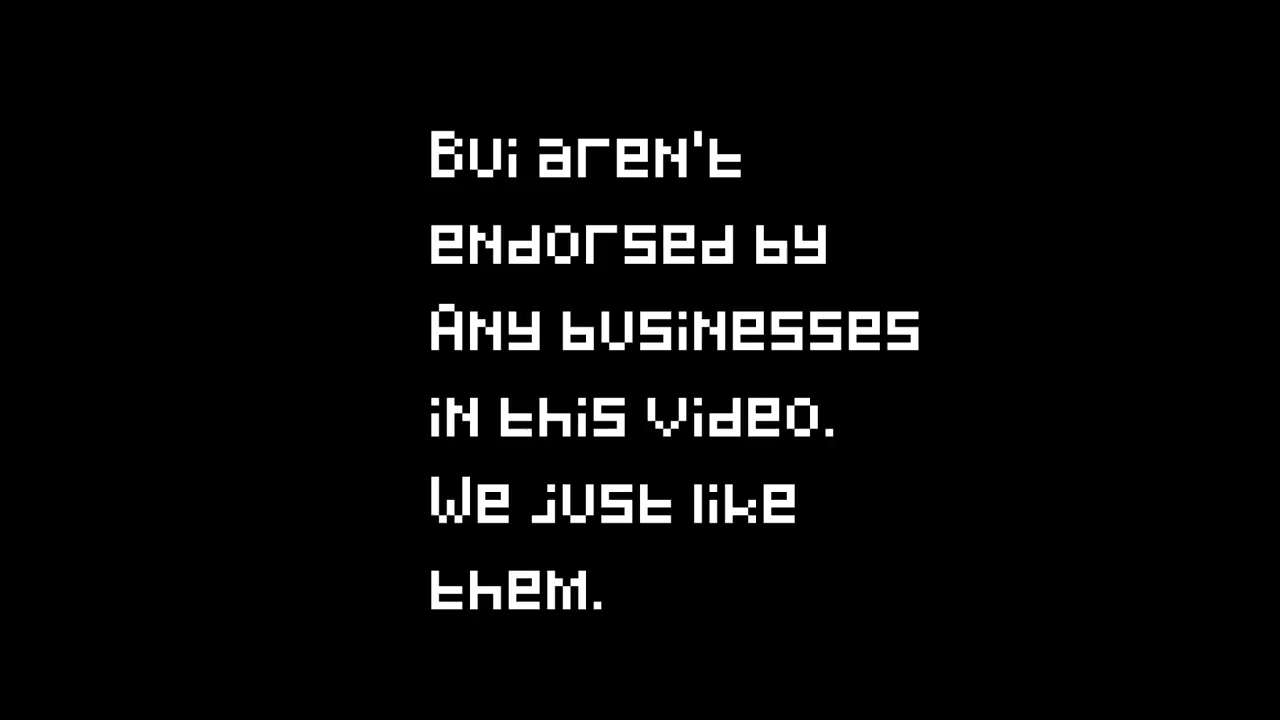 Bui aren't
endorsed by
Any businesses
in this video.
We just like
them.